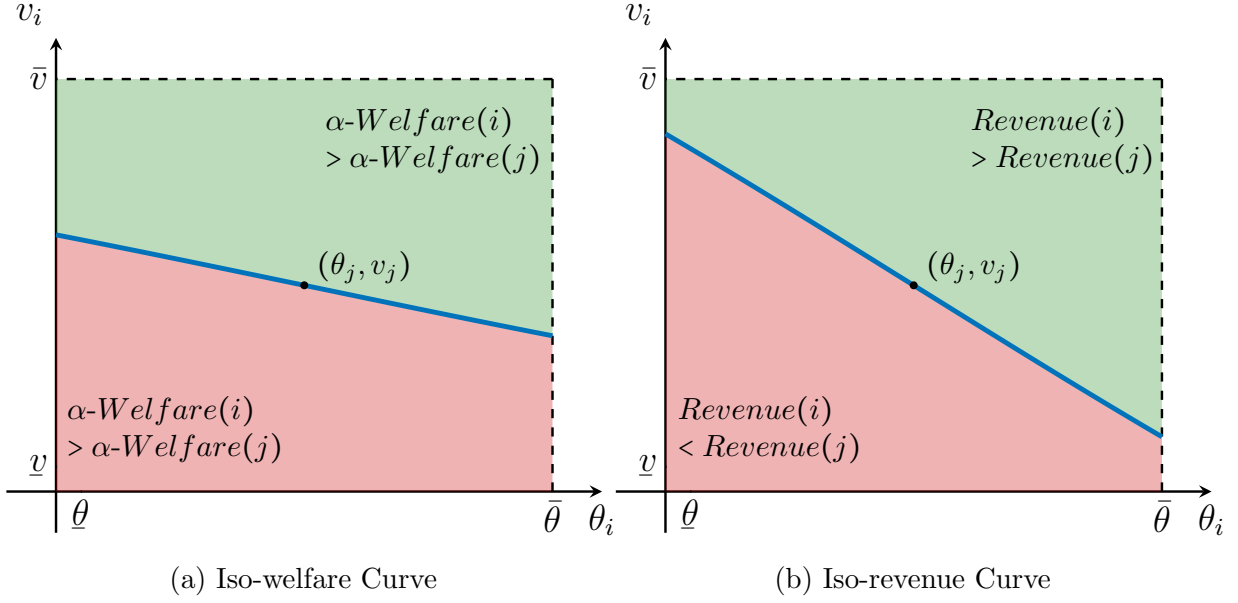 v_i
v̄
α-Welfare(i)
> α-Welfare(j)
(θ_j, v_j)
α-Welfare(i)
> α-Welfare(j)
v̲
θ̲
θ̄
θ_i
(a) Iso-welfare Curve
v_i
v̄
Revenue(i)
> Revenue(j)
(θ_j, v_j)
Revenue(i)
< Revenue(j)
v̲
θ̲
θ̄
θ_i
(b) Iso-revenue Curve